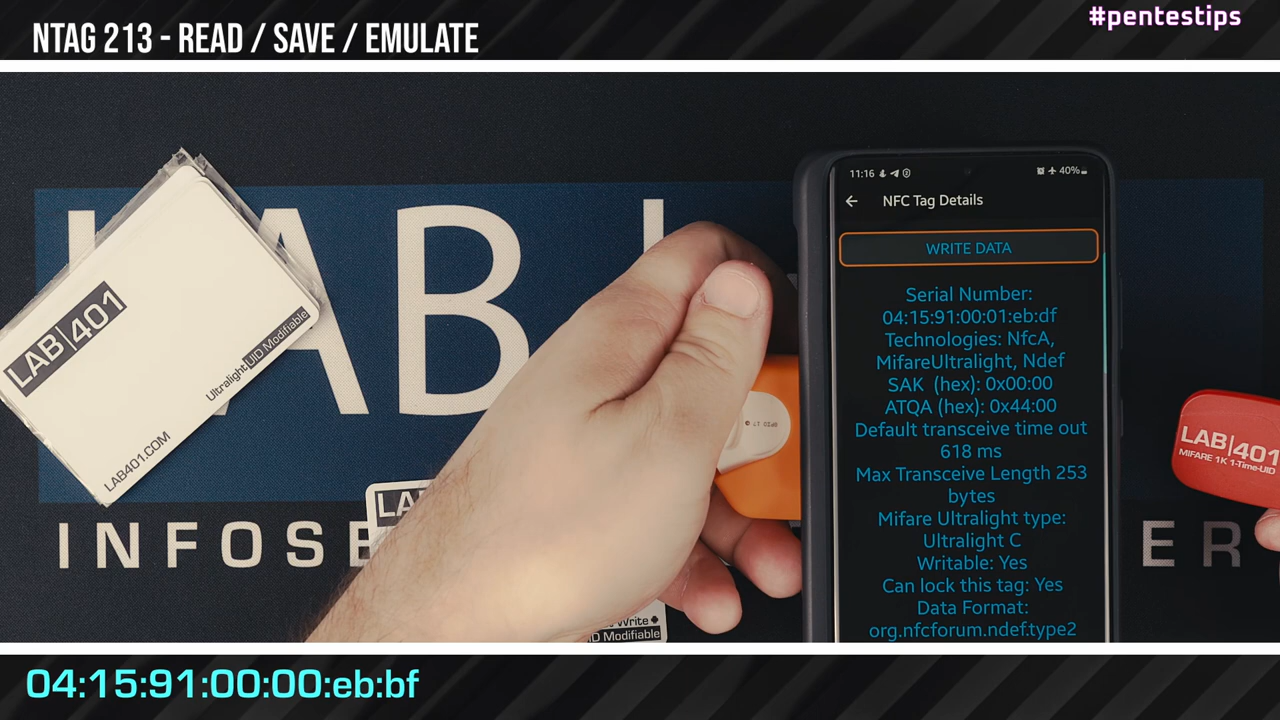 NTAG 213 - READ / SAVE / EMULATE
#pentestips
LAB|401
UltralightUID Modifiable
LAB401.COM
INFOSE
ER
11:16
40%
NFC Tag Details
WRITE DATA
Serial Number:
04:15:91:00:01:eb:df
Technologies: NfcA,
MifareUltralight, Ndef
SAK (hex): 0x00:00
ATQA (hex): 0x44:00
Default transceive time out
618 ms
Max Transceive Length 253
bytes
Mifare Ultralight type:
Ultralight C
Writable: Yes
Can lock this tag: Yes
Data Format:
org.nfcforum.ndef.type2
LAB|401
MIFARE 1K 1-Time-UID
LA
Write
ID Modifiable
04:15:91:00:00:eb:bf